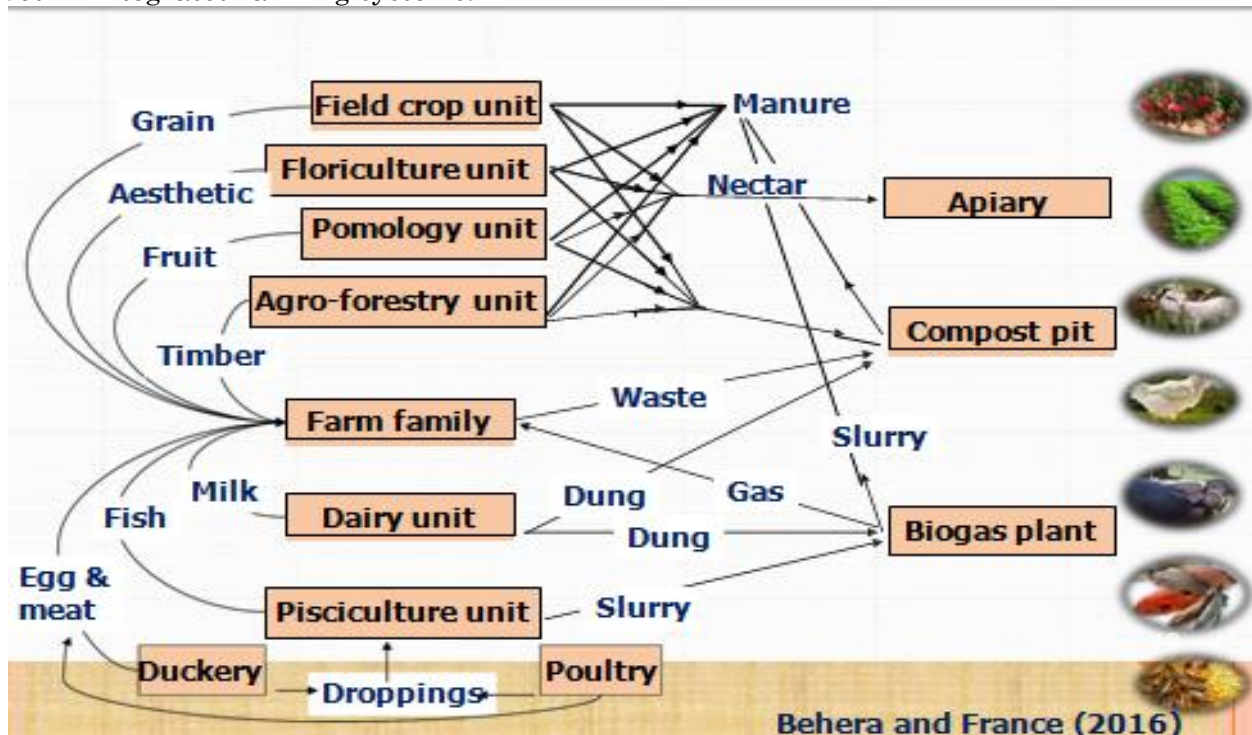 Field crop unit
Manure
Grain
Floriculture unit
Nectar
Aesthetic
Apiary
Pomology unit
Fruit
Agro-forestry unit
Compost pit
Timber
Waste
Farm family
Slurry
Milk
Dung
Gas
Fish
Dairy unit
Dung
Biogas plant
Egg &
meat
Pisciculture unit
Slurry
Duckery
Droppings
Poultry
Behera and France (2016)